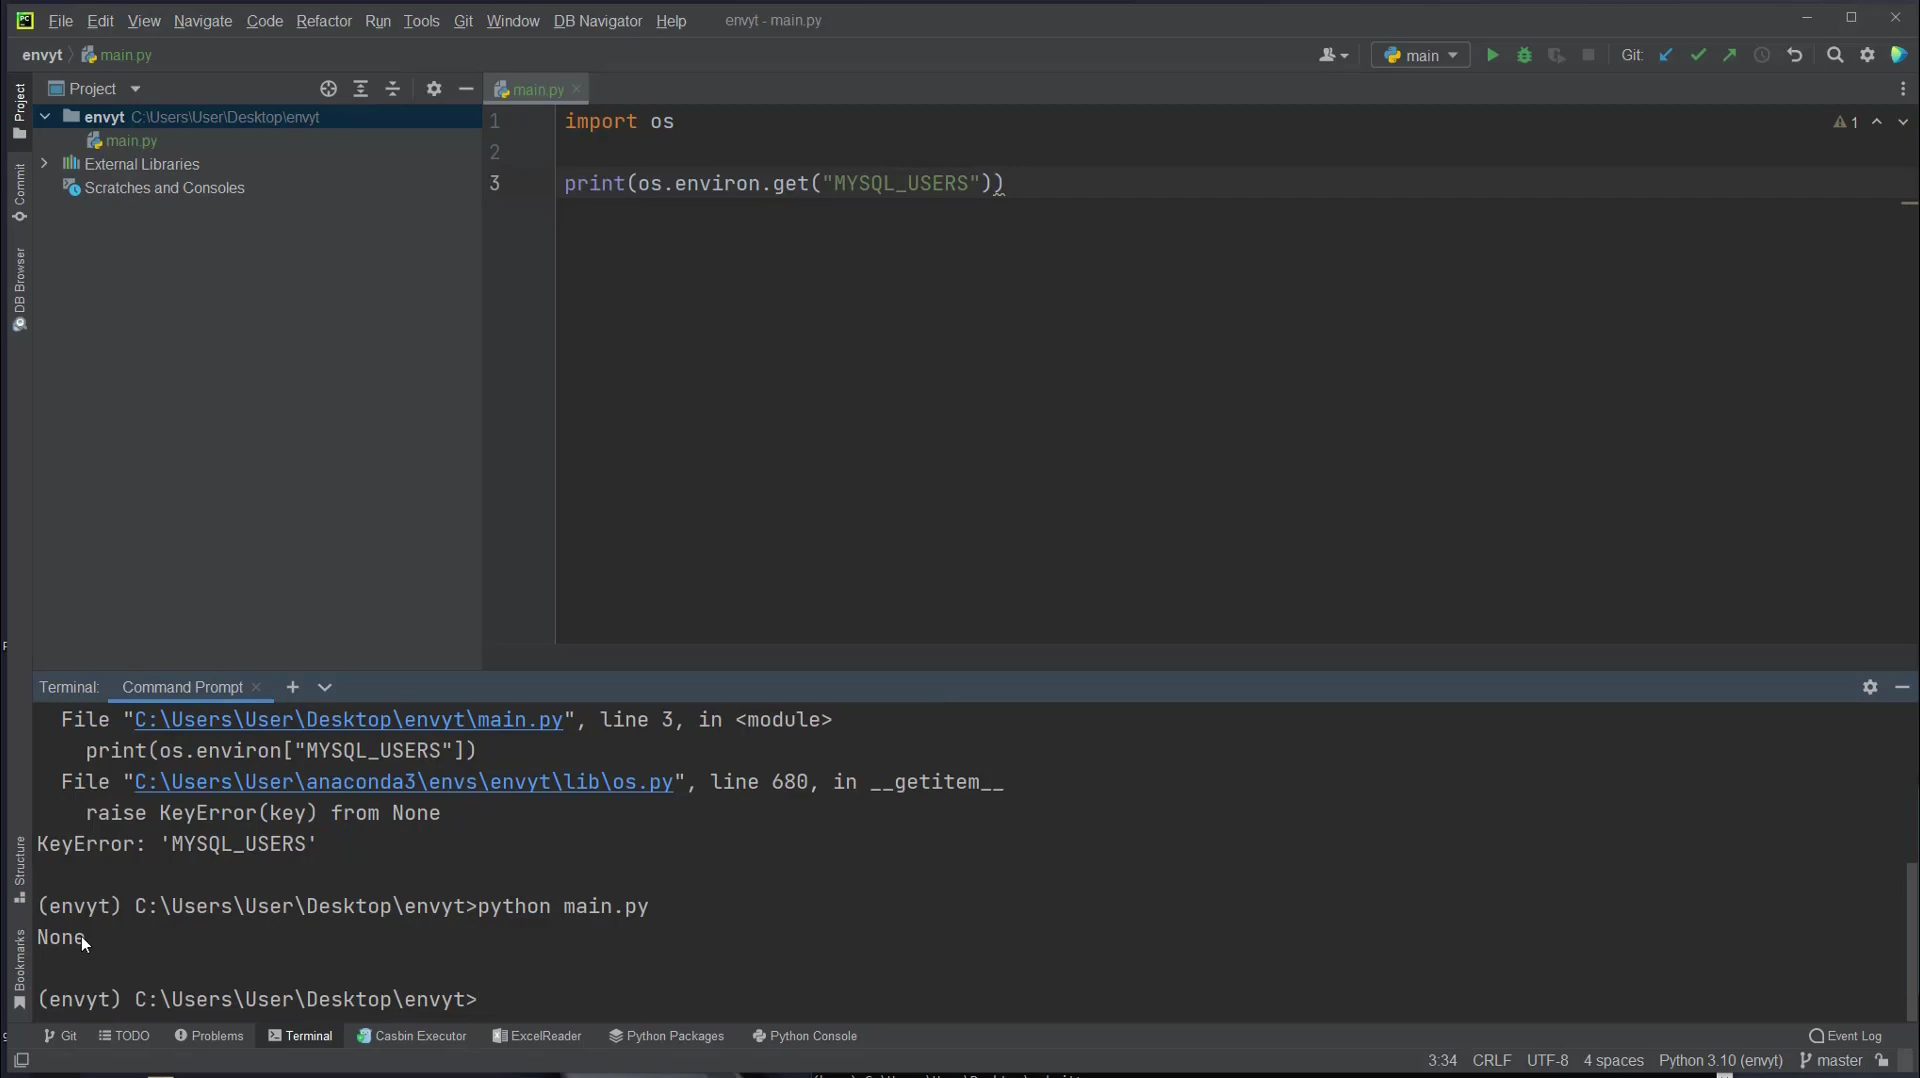 File Edit View Navigate Code Refactor Run Tools Git Window DB Navigator Help envyt - main.py
envyt main.py
main Git:
Project
Project
main.py
envyt C:\Users\User\Desktop\envyt
main.py
External Libraries
Scratches and Consoles
Commit
DB Browser
1 import os
1
2
3 print(os.environ.get("MYSQL_USERS"))
Terminal: Command Prompt
File "C:\Users\User\Desktop\envyt\main.py", line 3, in <module>
print(os.environ["MYSQL_USERS"])
File "C:\Users\User\anaconda3\envs\envyt\lib\os.py", line 680, in __getitem__
raise KeyError(key) from None
KeyError: 'MYSQL_USERS'
(envyt) C:\Users\User\Desktop\envyt>python main.py
None
(envyt) C:\Users\User\Desktop\envyt>
Structure
Bookmarks
Git TODO Problems Terminal Casbin Executor ExcelReader Python Packages Python Console Event Log
3:34 CRLF UTF-8 4 spaces Python 3.10 (envyt) master